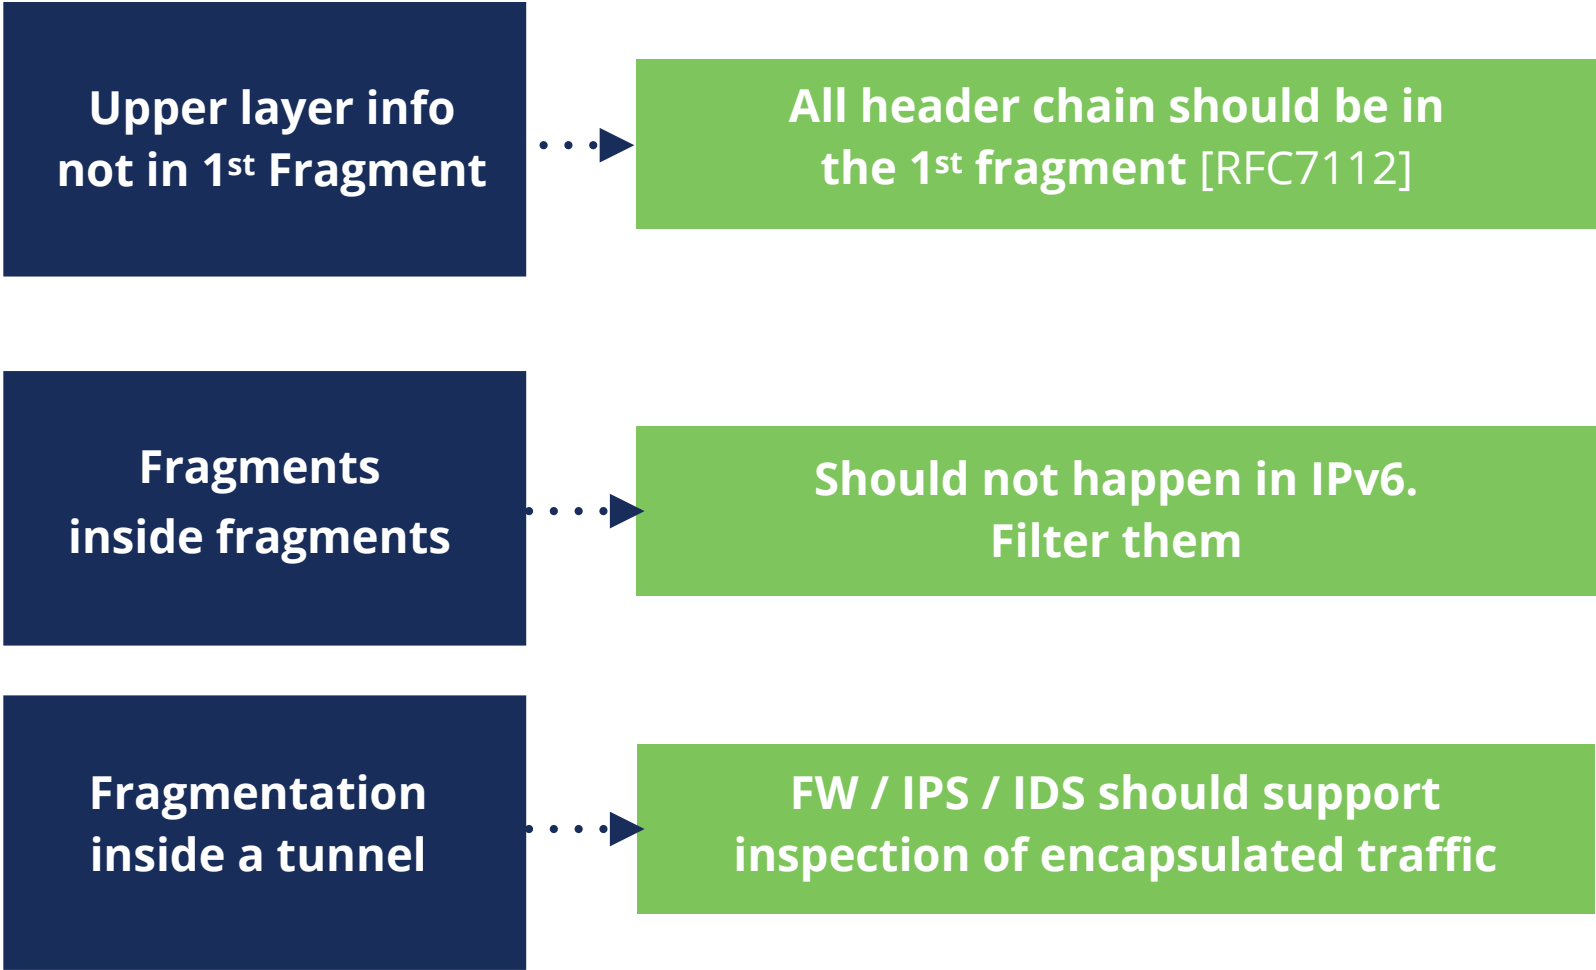 Upper layer info
not in 1st Fragment
All header chain should be in
the 1st fragment [RFC7112]
Fragments
inside fragments
Should not happen in IPv6.
Filter them
Fragmentation
inside a tunnel
FW / IPS / IDS should support
inspection of encapsulated traffic